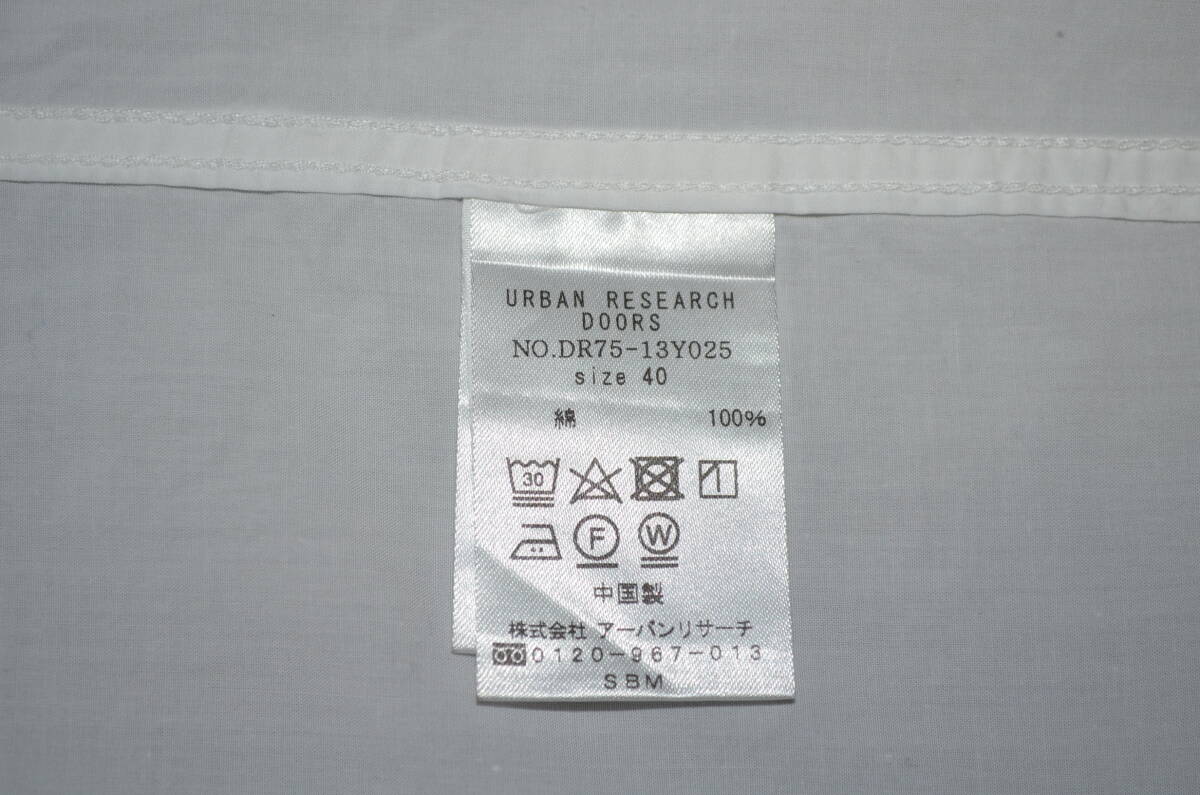 URBAN RESEARCH
DOORS
NO.DR75-13Y025
size 40
綿 100%
30
F W
中国製
株式会社 アーバンリサーチ
0120-967-013
SBM